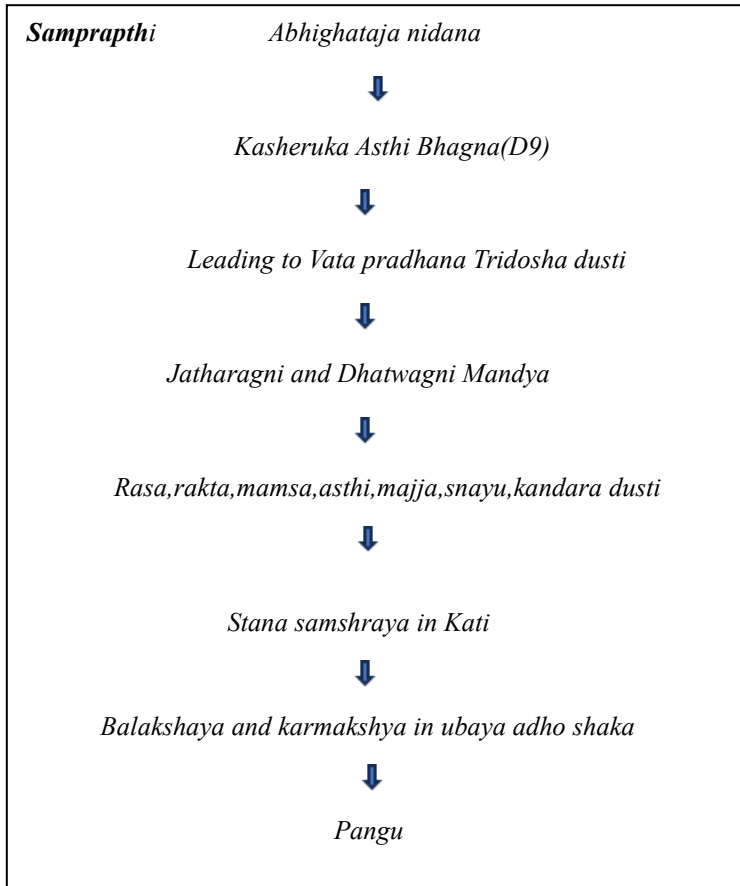 Samprapthi Abhighataja nidana
Kasheruka Asthi Bhagna(D9)
Leading to Vata pradhana Tridosha dusti
Jatharagni and Dhatwagni Mandya
Rasa,rakta,mamsa,asthi,majja,snayu,kandara dusti
Stana samshraya in Kati
Balakshaya and karmakshya in ubaya adho shaka
Pangu